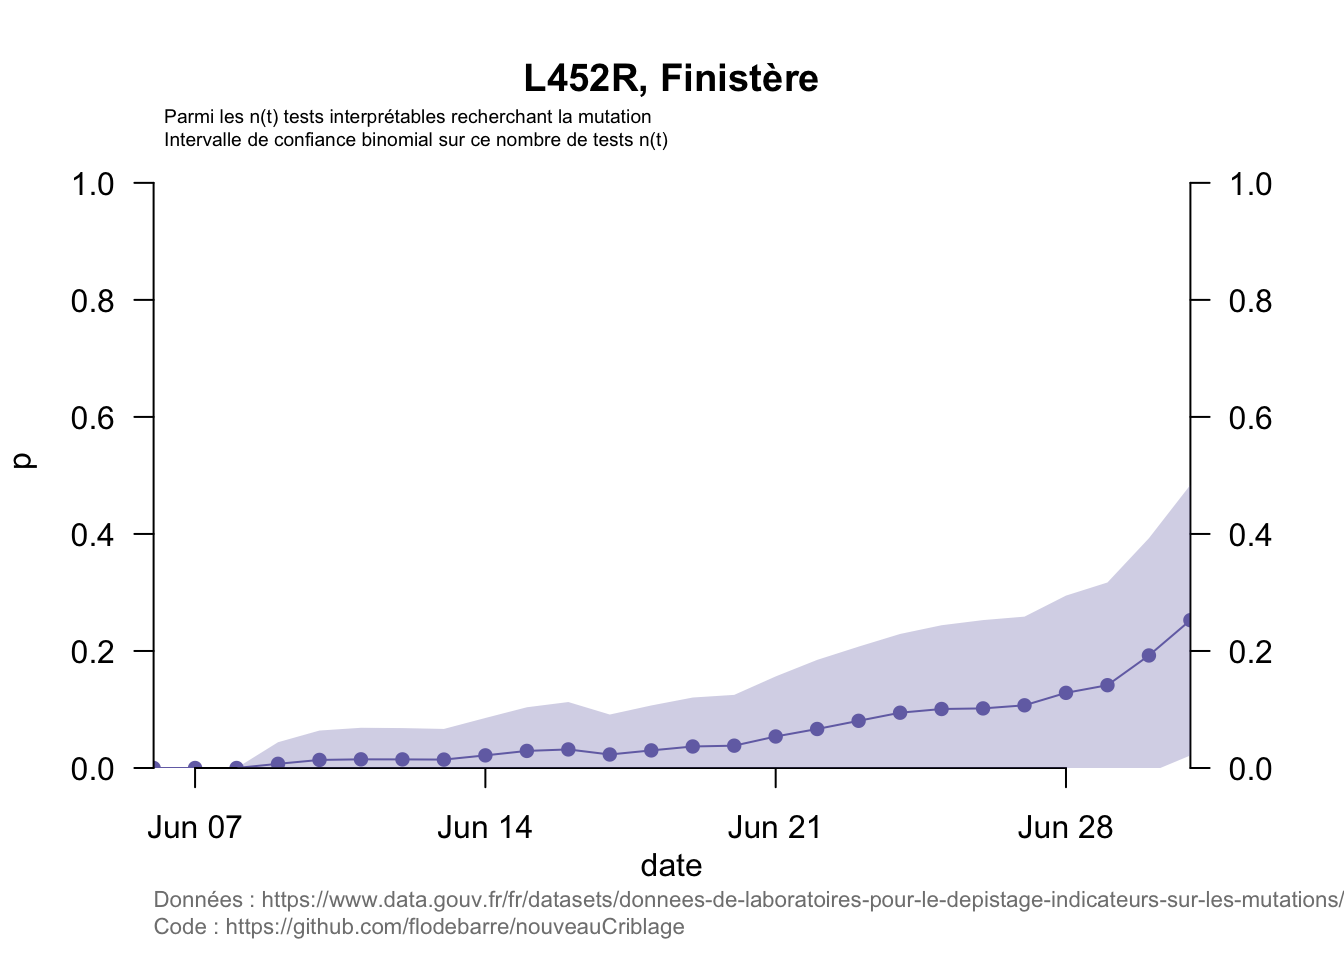 L452R, Finistère
Parmi les n(t) tests interprétables recherchant la mutation
Intervalle de confiance binomial sur ce nombre de tests n(t)
1.0
0.8
0.6
0.4
0.2
0.0
p
1.0
0.8
0.6
0.4
0.2
0.0
Jun 07 Jun 14 Jun 21 Jun 28
date
Données : https://www.data.gouv.fr/fr/datasets/donnees-de-laboratoires-pour-le-depistage-indicateurs-sur-les-mutations/
Code : https://github.com/flodebarre/nouveauCriblage